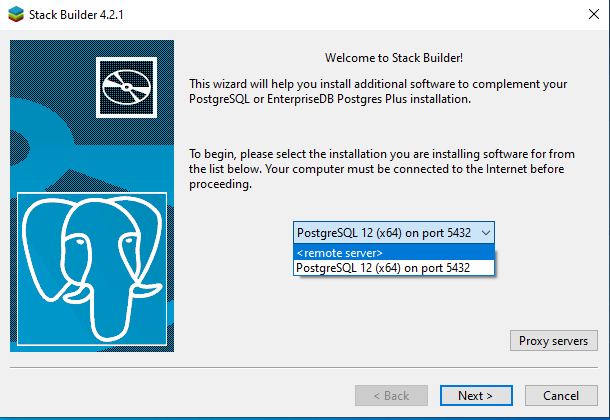 Stack Builder 4.2.1
Welcome to Stack Builder!
This wizard will help you install additional software to complement your
PostgreSQL or EnterpriseDB Postgres Plus installation.
To begin, please select the installation you are installing software for from
the list below. Your computer must be connected to the Internet before
proceeding.
PostgreSQL 12 (x64) on port 5432
<remote server>
PostgreSQL 12 (x64) on port 5432
Proxy servers
< Back
Next >
Cancel